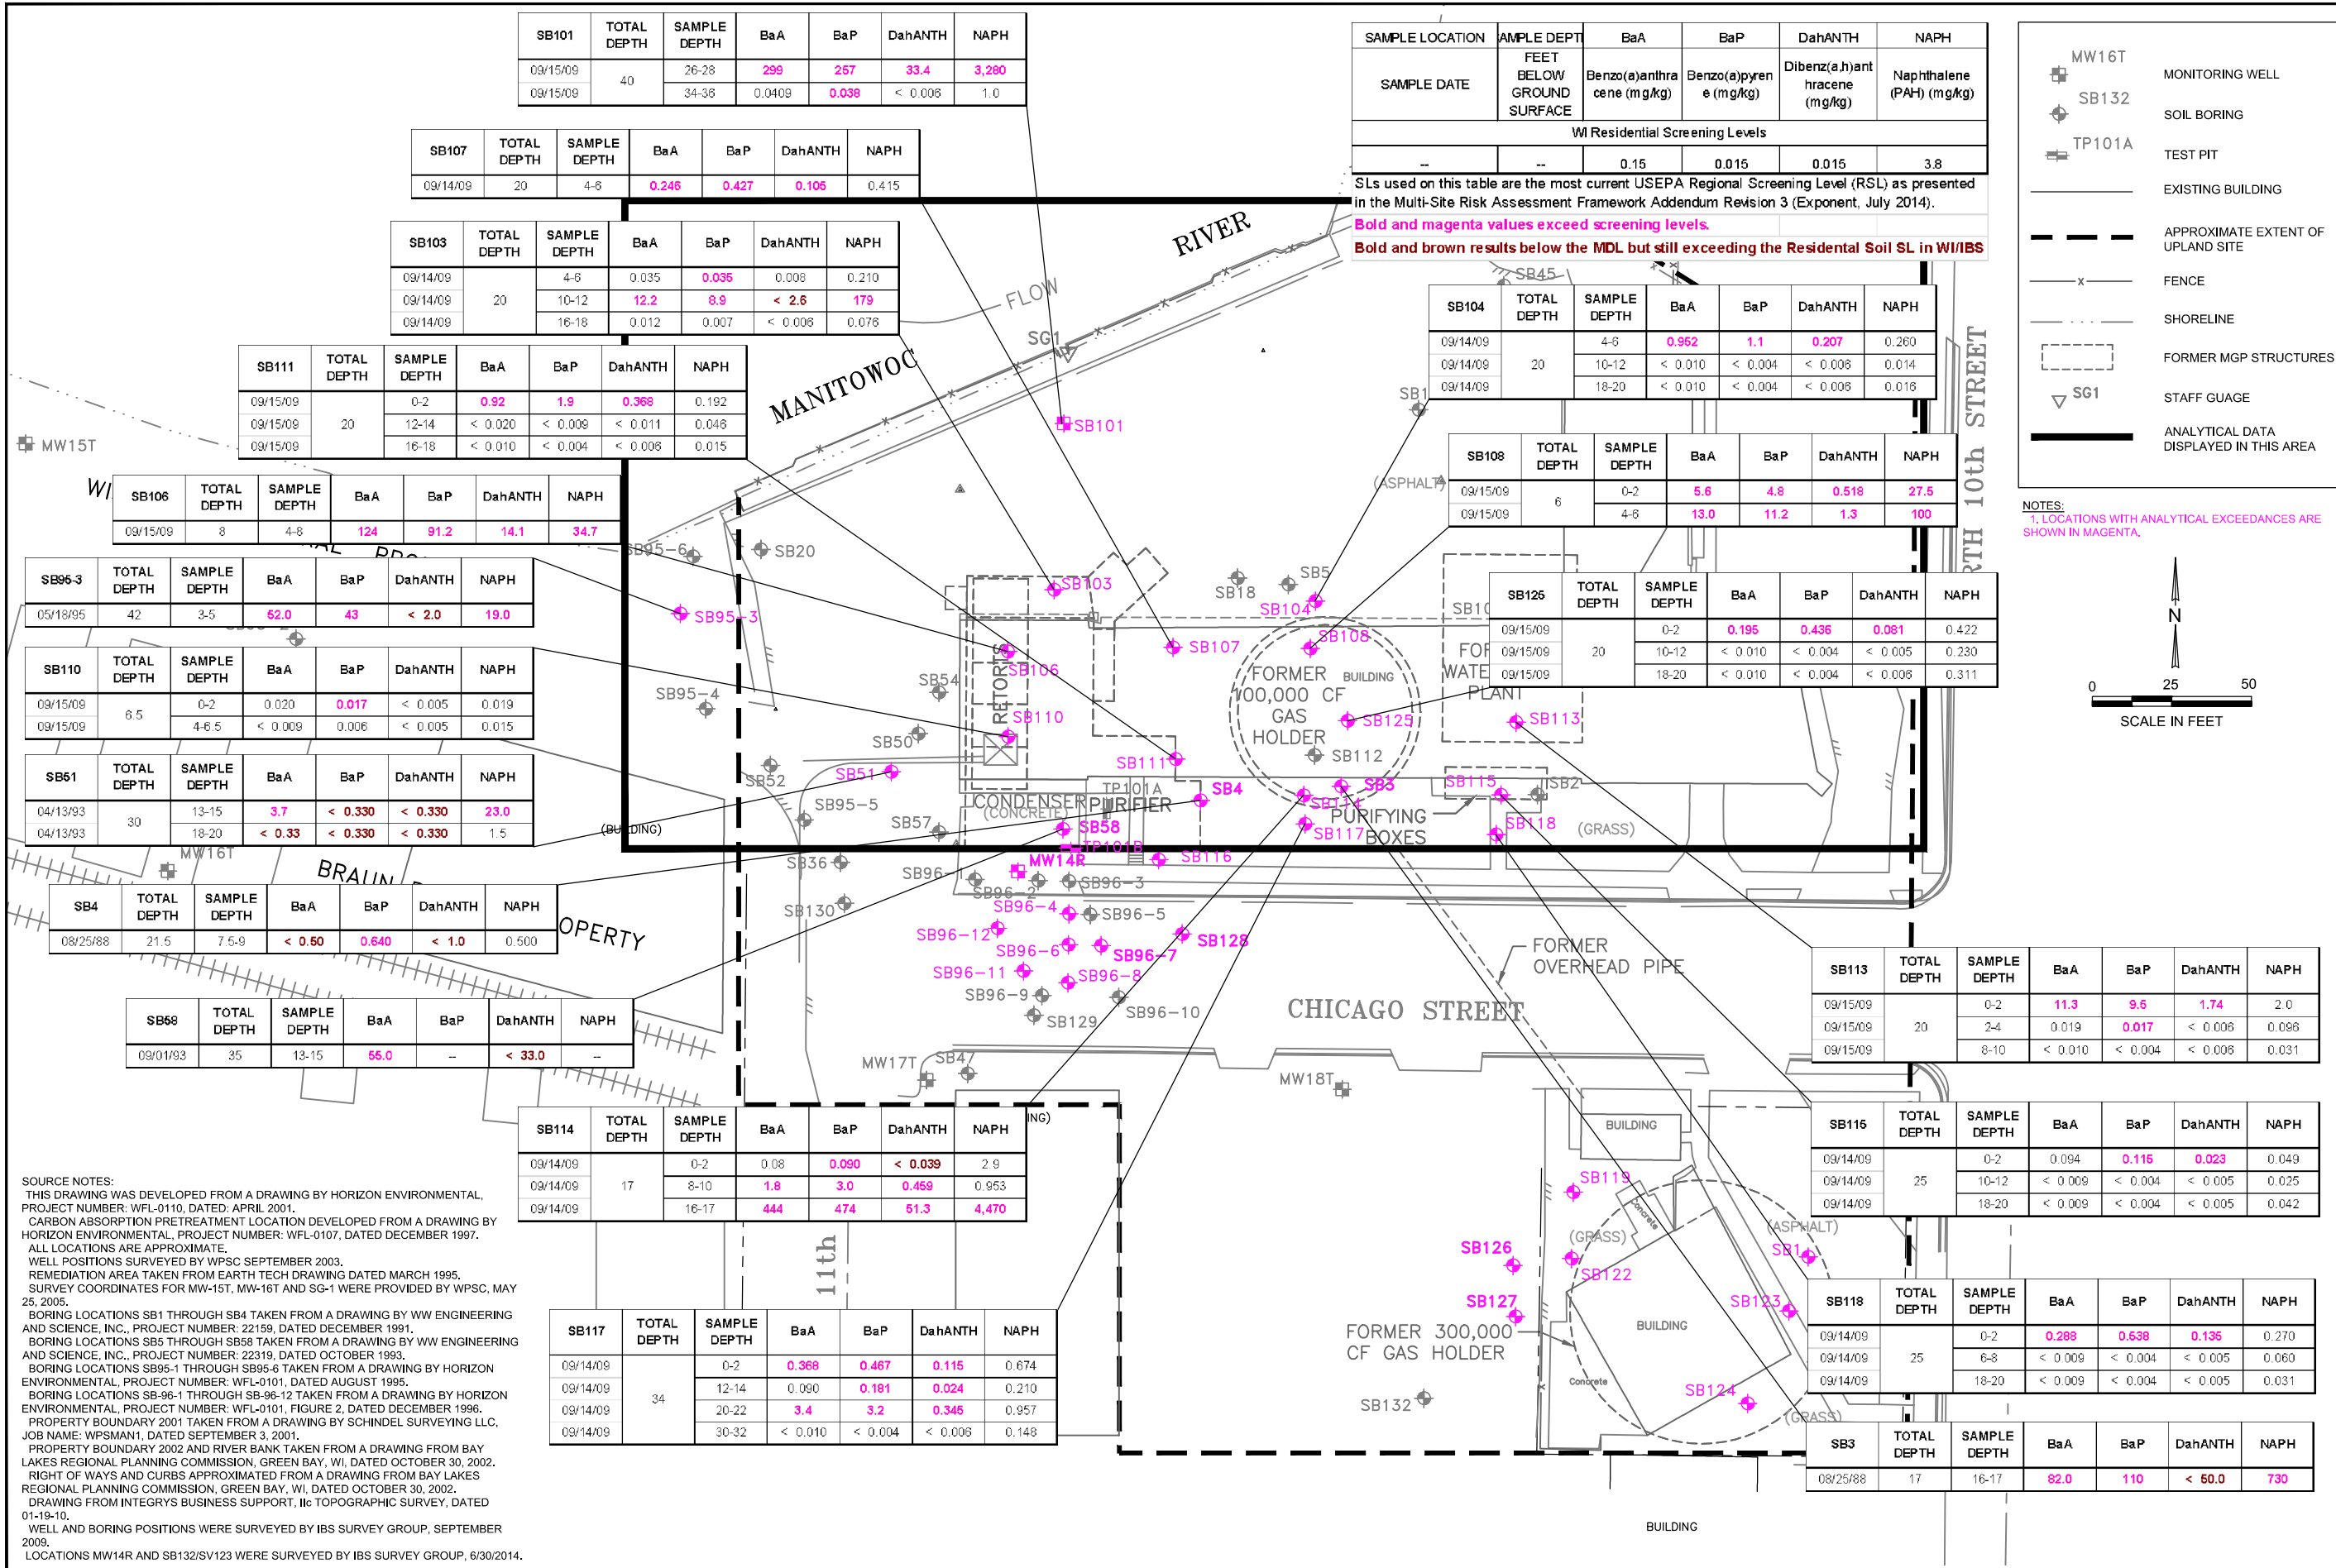 SB101 TOTAL DEPTH SAMPLE DEPTH BaA BaP DahANTH NAPH
09/15/09 40 26-28 299 257 33.4 3,280
09/15/09 34-36 0.0409 0.038 < 0.006 1.0
SB107 TOTAL DEPTH SAMPLE DEPTH BaA BaP DahANTH NAPH
09/14/09 20 4-6 0.246 0.427 0.105 0.415
SB103 TOTAL DEPTH SAMPLE DEPTH BaA BaP DahANTH NAPH
09/14/09 4-6 0.035 0.035 0.008 0.210
09/14/09 20 10-12 12.2 8.9 < 2.6 179
09/14/09 16-18 0.012 0.007 < 0.006 0.076
SB111 TOTAL DEPTH SAMPLE DEPTH BaA BaP DahANTH NAPH
09/15/09 0-2 0.92 1.9 0.368 0.192
09/15/09 20 12-14 < 0.020 < 0.009 < 0.011 0.046
09/15/09 16-18 < 0.010 < 0.004 < 0.006 0.015
SB106 TOTAL DEPTH SAMPLE DEPTH BaA BaP DahANTH NAPH
09/15/09 8 4-8 124 91.2 14.1 34.7
SB95-3 TOTAL DEPTH SAMPLE DEPTH BaA BaP DahANTH NAPH
05/18/95 42 3-5 52.0 43 < 2.0 19.0
SB110 TOTAL DEPTH SAMPLE DEPTH BaA BaP DahANTH NAPH
09/15/09 6.5 0-2 0.020 0.017 < 0.005 0.019
09/15/09 4-6.5 < 0.009 0.006 < 0.005 0.015
SB51 TOTAL DEPTH SAMPLE DEPTH BaA BaP DahANTH NAPH
04/13/93 30 13-15 3.7 < 0.330 < 0.330 23.0
04/13/93 18-20 < 0.33 < 0.330 < 0.330 1.5
SB4 TOTAL DEPTH SAMPLE DEPTH BaA BaP DahANTH NAPH
08/25/88 21.5 7.5-9 < 0.50 0.640 < 1.0 0.500
SB58 TOTAL DEPTH SAMPLE DEPTH BaA BaP DahANTH NAPH
09/01/93 35 13-15 55.0 -- < 33.0 --
SB114 TOTAL DEPTH SAMPLE DEPTH BaA BaP DahANTH NAPH
09/14/09 0-2 0.08 0.090 < 0.039 2.9
09/14/09 17 8-10 1.8 3.0 0.459 0.953
09/14/09 16-17 444 474 51.3 4,470
SB117 TOTAL DEPTH SAMPLE DEPTH BaA BaP DahANTH NAPH
09/14/09 0-2 0.368 0.467 0.115 0.674
09/14/09 34 12-14 0.090 0.181 0.024 0.210
09/14/09 20-22 3.4 3.2 0.345 0.957
09/14/09 30-32 < 0.010 < 0.004 < 0.006 0.148
SAMPLE LOCATION AMPLE DEPTH BaA BaP DahANTH NAPH
SAMPLE DATE FEET BELOW GROUND SURFACE Benzo(a)anthra cene (mg/kg) Benzo(a)pyren e (mg/kg) Dibenz(a,h)ant hracene (mg/kg) Naphthalene (PAH) (mg/kg)
WI Residential Screening Levels
-- -- 0.15 0.015 0.015 3.8
SLs used on this table are the most current USEPA Regional Screening Level (RSL) as presented
in the Multi-Site Risk Assessment Framework Addendum Revision 3 (Exponent, July 2014).
Bold and magenta values exceed screening levels.
Bold and brown results below the MDL but still exceeding the Residental Soil SL in WI/IBS
SB104 TOTAL DEPTH SAMPLE DEPTH BaA BaP DahANTH NAPH
09/14/09 4-6 0.952 1.1 0.207 0.260
09/14/09 20 10-12 < 0.010 < 0.004 < 0.006 0.014
09/14/09 18-20 < 0.010 < 0.004 < 0.006 0.016
SB108 TOTAL DEPTH SAMPLE DEPTH BaA BaP DahANTH NAPH
09/15/09 6 0-2 5.6 4.8 0.518 27.5
09/15/09 4-6 13.0 11.2 1.3 100
SB125 TOTAL DEPTH SAMPLE DEPTH BaA BaP DahANTH NAPH
09/15/09 0-2 0.195 0.436 0.081 0.422
09/15/09 20 10-12 < 0.010 < 0.004 < 0.005 0.230
09/15/09 18-20 < 0.010 < 0.004 < 0.006 0.311
SB113 TOTAL DEPTH SAMPLE DEPTH BaA BaP DahANTH NAPH
09/15/09 0-2 11.3 9.5 1.74 2.0
09/15/09 20 2-4 0.019 0.017 < 0.006 0.096
09/15/09 8-10 < 0.010 < 0.004 < 0.006 0.031
SB115 TOTAL DEPTH SAMPLE DEPTH BaA BaP DahANTH NAPH
09/14/09 0-2 0.094 0.115 0.023 0.049
09/14/09 25 10-12 < 0.009 < 0.004 < 0.005 0.025
09/14/09 18-20 < 0.009 < 0.004 < 0.005 0.042
SB118 TOTAL DEPTH SAMPLE DEPTH BaA BaP DahANTH NAPH
09/14/09 0-2 0.288 0.538 0.135 0.270
09/14/09 25 6-8 < 0.009 < 0.004 < 0.005 0.060
09/14/09 18-20 < 0.009 < 0.004 < 0.005 0.031
SB3 TOTAL DEPTH SAMPLE DEPTH BaA BaP DahANTH NAPH
08/25/88 17 16-17 82.0 110 < 50.0 730
MW16T
MONITORING WELL
SB132
SOIL BORING
TP101A
TEST PIT
EXISTING BUILDING
APPROXIMATE EXTENT OF
UPLAND SITE
x
FENCE
SHORELINE
FORMER MGP STRUCTURES
SG1
STAFF GUAGE
ANALYTICAL DATA
DISPLAYED IN THIS AREA
NOTES:
1. LOCATIONS WITH ANALYTICAL EXCEEDANCES ARE
SHOWN IN MAGENTA.
N
0 25 50
SCALE IN FEET
MANITOWOC RIVER
FLOW
SG1
SB45
SB101
SB1
(ASPHALT)
RTH 10th STREET
MW15T
WI
SB95-6
SB20
SB103
SB18
SB5
SB104
SB10
SB95-3
SB107
SB108
SB106
RETORTS
SB95-4
SB54
FORMER
100,000 CF
GAS
HOLDER
BUILDING
FOR
WATE
PLANT
SB110
SB125
SB113
SB50
SB111
SB112
SB52
SB51
SB4
SB3
SB115
SB2
TP101A
CONDENSER
(CONCRETE)
PURIFIER
SB114
SB95-5
SB57
SB58
SB117
PURIFYING
BOXES
SB118
(GRASS)
(BUILDING)
SB36
TP101B
MW14R
SB116
MW16T
BRAUN
OPERTY
SB96-1
SB96-2
SB96-3
SB130
SB96-4
SB96-5
SB96-12
SB96-6
SB96-7
SB128
SB96-11
SB96-8
SB96-9
SB129
SB96-10
FORMER
OVERHEAD PIPE
CHICAGO STREET
MW17T
SB47
MW18T
ING)
11th
BUILDING
SB119
Concrete
(GRASS)
(ASPHALT)
SB126
SB122
SB1
SB127
SB123
FORMER 300,000
CF GAS HOLDER
BUILDING
Concrete
SB132
SB124
(GRASS)
BUILDING
SOURCE NOTES:
THIS DRAWING WAS DEVELOPED FROM A DRAWING BY HORIZON ENVIRONMENTAL,
PROJECT NUMBER: WFL-0110, DATED: APRIL 2001.
CARBON ABSORPTION PRETREATMENT LOCATION DEVELOPED FROM A DRAWING BY
HORIZON ENVIRONMENTAL, PROJECT NUMBER: WFL-0107, DATED DECEMBER 1997.
ALL LOCATIONS ARE APPROXIMATE.
WELL POSITIONS SURVEYED BY WPSC SEPTEMBER 2003.
REMEDIATION AREA TAKEN FROM EARTH TECH DRAWING DATED MARCH 1995.
SURVEY COORDINATES FOR MW-15T, MW-16T AND SG-1 WERE PROVIDED BY WPSC, MAY
25, 2005.
BORING LOCATIONS SB1 THROUGH SB4 TAKEN FROM A DRAWING BY WW ENGINEERING
AND SCIENCE, INC., PROJECT NUMBER: 22159, DATED DECEMBER 1991.
BORING LOCATIONS SB5 THROUGH SB58 TAKEN FROM A DRAWING BY WW ENGINEERING
AND SCIENCE, INC., PROJECT NUMBER: 22319, DATED OCTOBER 1993.
BORING LOCATIONS SB95-1 THROUGH SB95-6 TAKEN FROM A DRAWING BY HORIZON
ENVIRONMENTAL, PROJECT NUMBER: WFL-0101, DATED AUGUST 1995.
BORING LOCATIONS SB-96-1 THROUGH SB-96-12 TAKEN FROM A DRAWING BY HORIZON
ENVIRONMENTAL, PROJECT NUMBER: WFL-0101, FIGURE 2, DATED DECEMBER 1996.
PROPERTY BOUNDARY 2001 TAKEN FROM A DRAWING BY SCHINDEL SURVEYING LLC,
JOB NAME: WPSMAN1, DATED SEPTEMBER 3, 2001.
PROPERTY BOUNDARY 2002 AND RIVER BANK TAKEN FROM A DRAWING FROM BAY
LAKES REGIONAL PLANNING COMMISSION, GREEN BAY, WI, DATED OCTOBER 30, 2002.
RIGHT OF WAYS AND CURBS APPROXIMATED FROM A DRAWING FROM BAY LAKES
REGIONAL PLANNING COMMISSION, GREEN BAY, WI, DATED OCTOBER 30, 2002.
DRAWING FROM INTEGRYS BUSINESS SUPPORT, llc TOPOGRAPHIC SURVEY, DATED
01-19-10.
WELL AND BORING POSITIONS WERE SURVEYED BY IBS SURVEY GROUP, SEPTEMBER
2009.
LOCATIONS MW14R AND SB132/SV123 WERE SURVEYED BY IBS SURVEY GROUP, 6/30/2014.